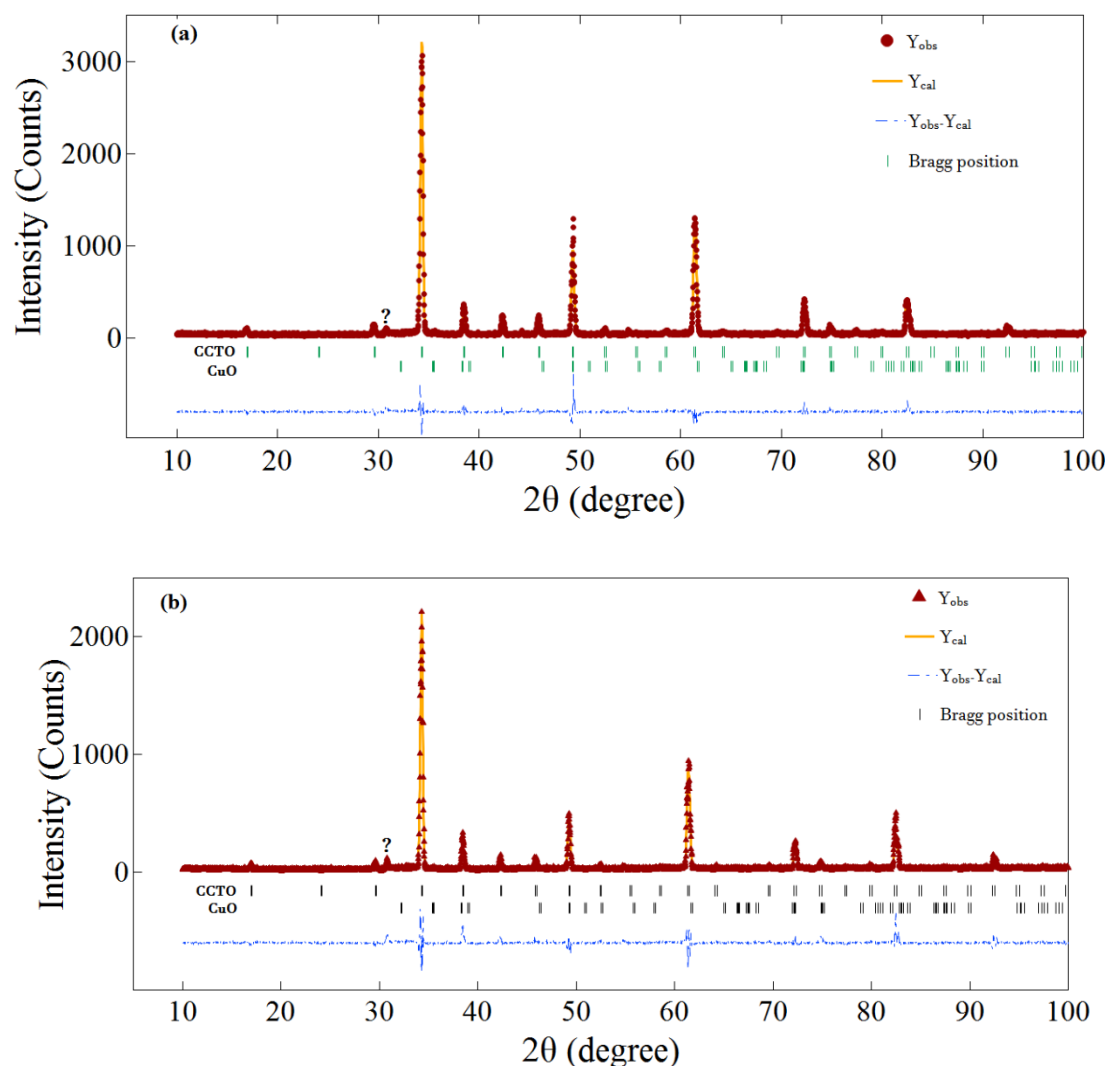 (a)
Y_obs
Y_cal
Y_obs-Y_cal
Bragg position
Intensity (Counts)
3000
2000
1000
0
?
CCTO
CuO
10 20 30 40 50 60 70 80 90 100
2θ (degree)
(b)
Y_obs
Y_cal
Y_obs-Y_cal
Bragg position
Intensity (Counts)
2000
1000
0
?
CCTO
CuO
10 20 30 40 50 60 70 80 90 100
2θ (degree)